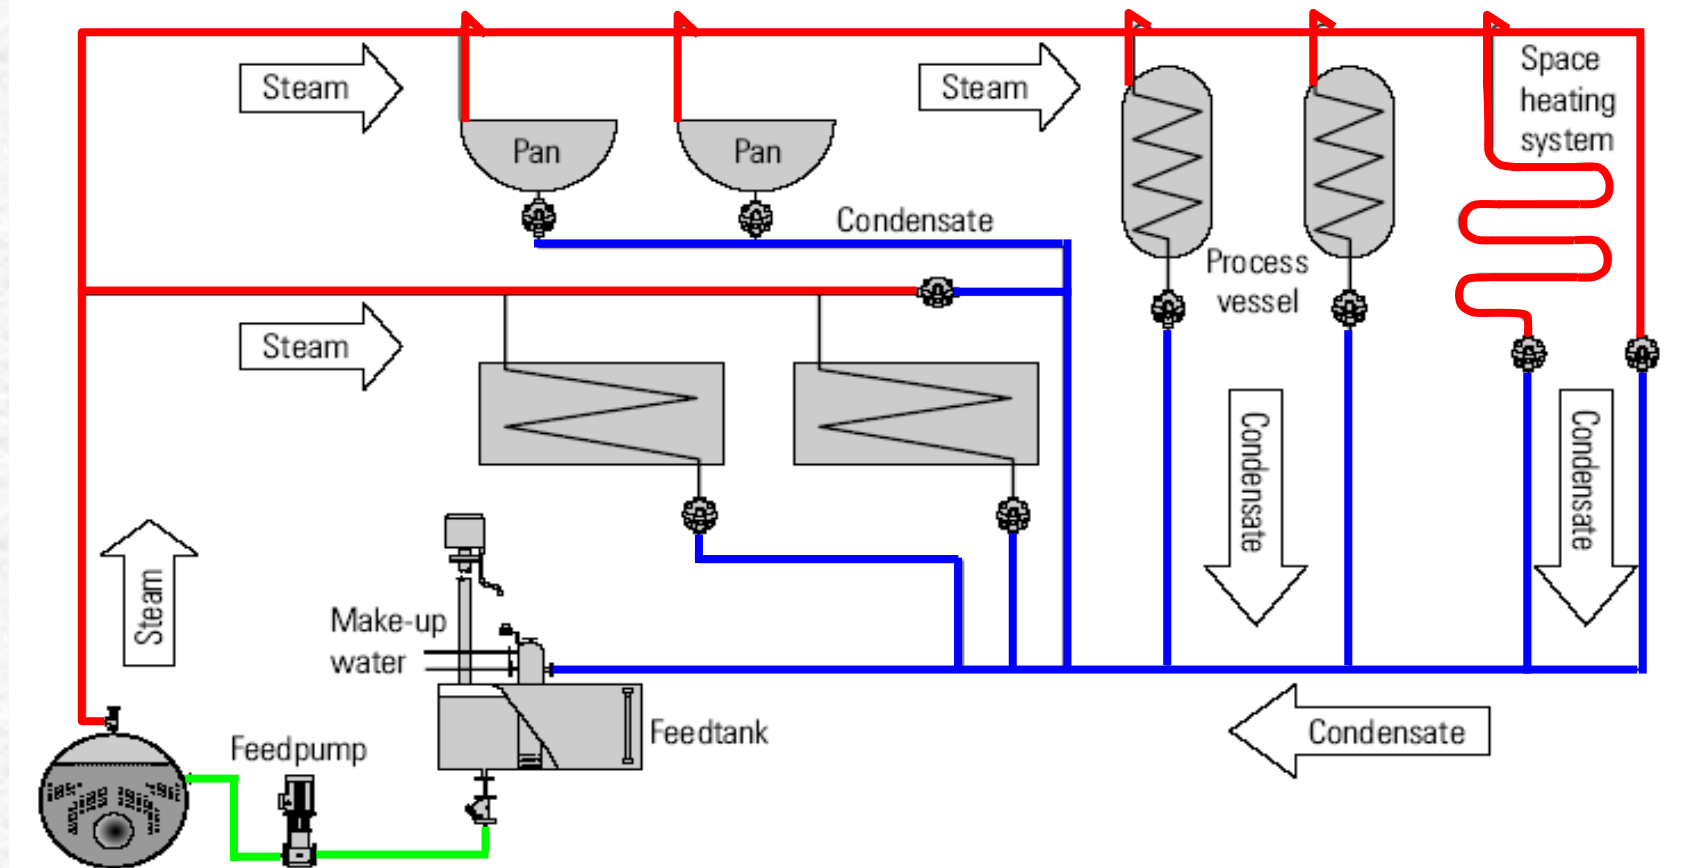 Steam
Steam
Space
heating
system
Pan
Pan
Condensate
Process
vessel
Steam
Condensate
Condensate
Steam
Make-up
water
Feedpump
Feedtank
Condensate